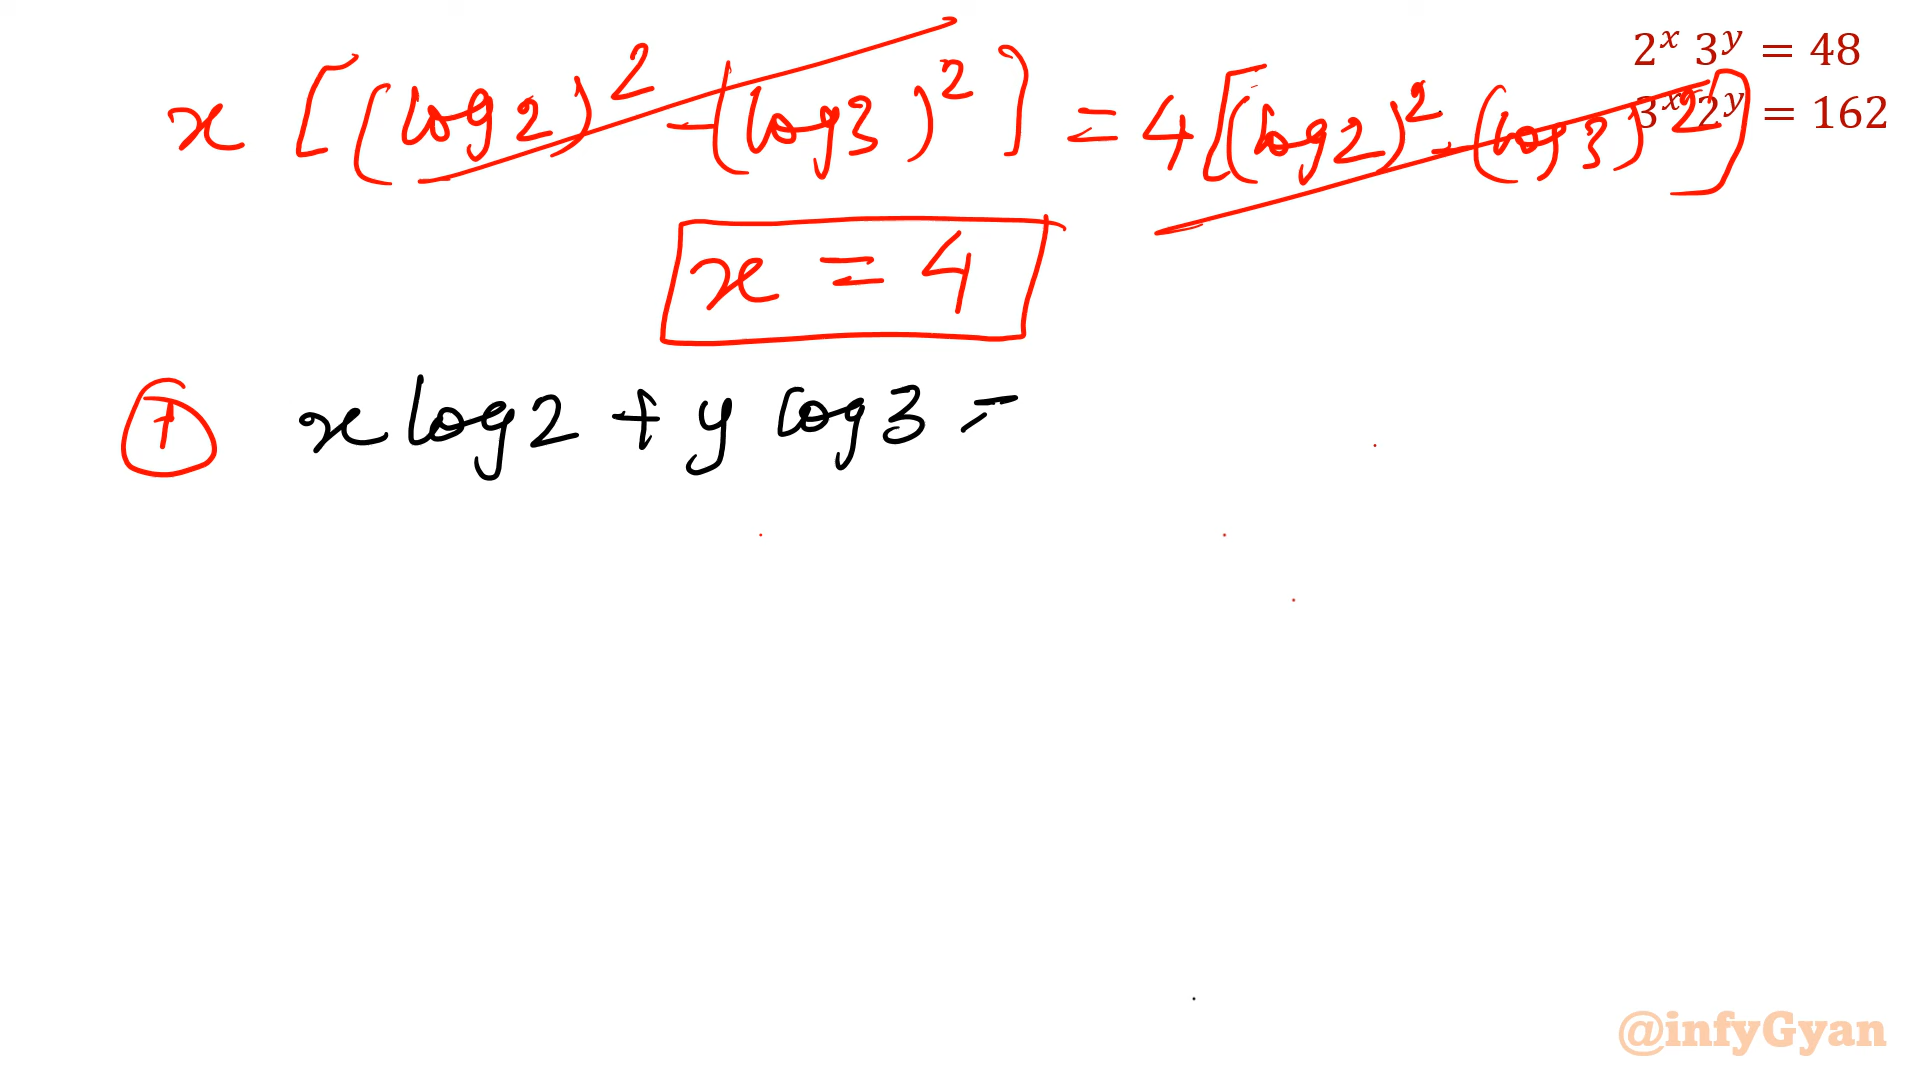 2^x 3^y = 48
3^x 2^y = 162
x [(log 2)^2 - (log 3)^2] = 4 [(log 2)^2 - (log 3)^2]
x = 4
1 x log 2 + y log 3 =
@infyGyan